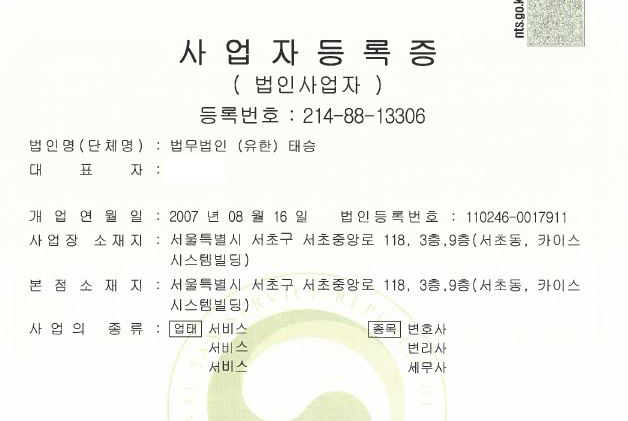 nts.go.k
사업자등록증
( 법인사업자 )
등록번호 : 214-88-13306
법인명(단체명) : 법무법인 (유한) 태승
대 표 자 :
개 업 연 월 일 : 2007 년 08 월 16 일 법인등록번호 : 110246-0017911
사업장 소재지 : 서울특별시 서초구 서초중앙로 118, 3층,9층(서초동, 카이스
시스템빌딩)
본 점 소 재 지 : 서울특별시 서초구 서초중앙로 118, 3층,9층(서초동, 카이스
시스템빌딩)
사 업 의 종 류 : 업태 서비스 종목 변호사
서비스 변리사
서비스 세무사